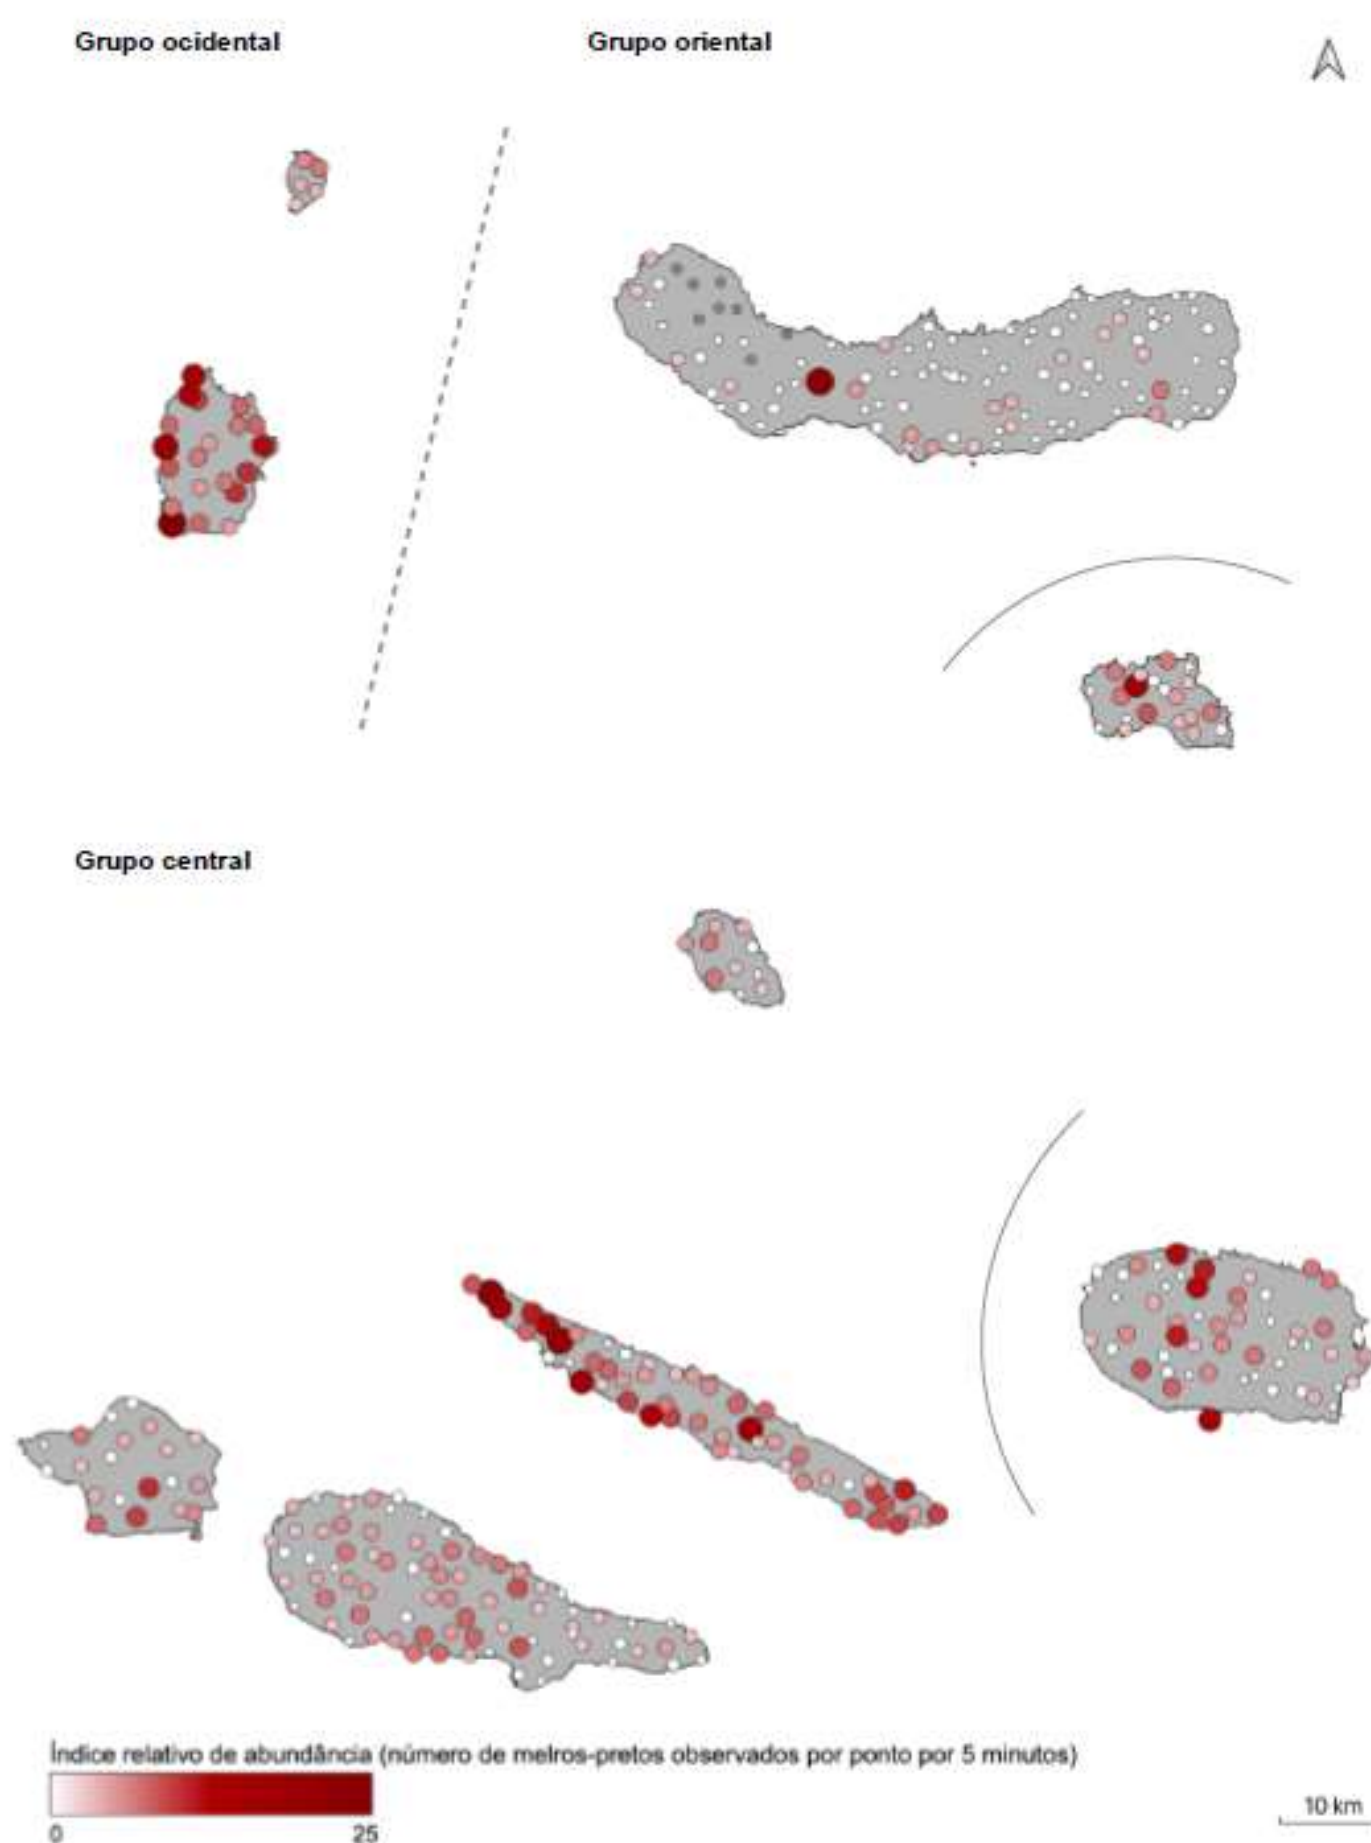 Grupo ocidental
Grupo oriental
Grupo central
Índice relativo de abundância (número de melros-pretos observados por ponto por 5 minutos)
0 25
10 km